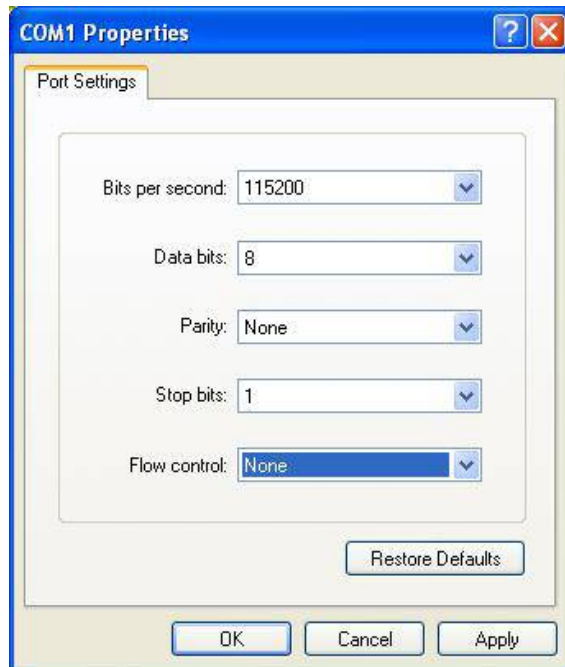 COM1 Properties
?
Port Settings
Bits per second: 115200
Data bits: 8
Parity: None
Stop bits: 1
Flow control: None
Restore Defaults
OK Cancel Apply